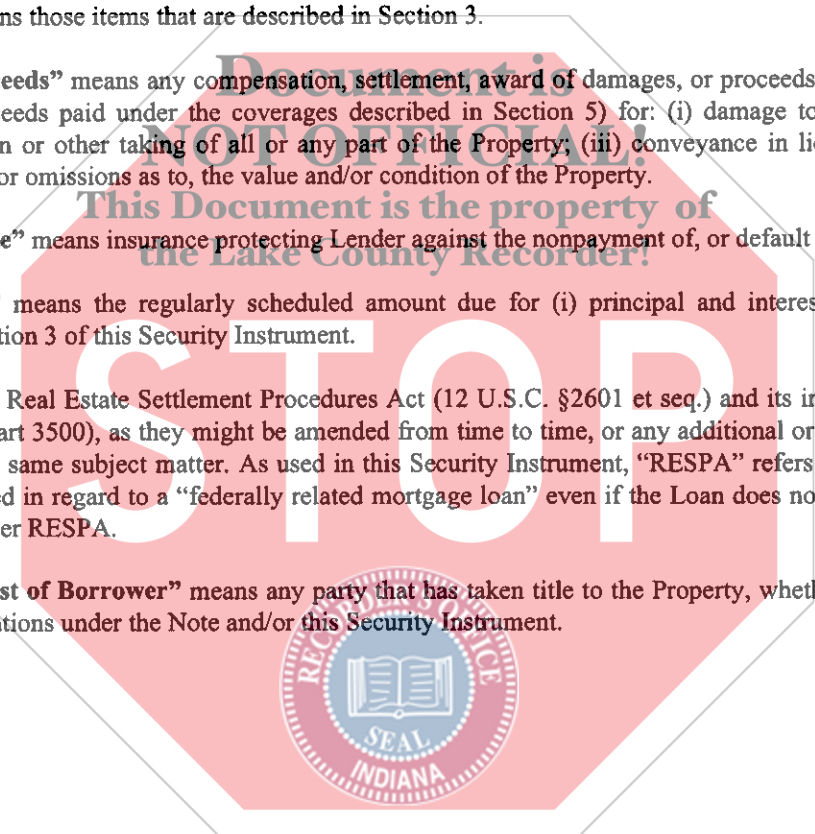 ns those items that are described in Section 3.
Document is
eeds” means any compensation, settlement, award of damages, or proceeds
eeds paid under the coverages described in Section 5) for: (i) damage to
NOT OFFICIAL!
n or other taking of all or any part of the Property; (iii) conveyance in li
or omissions as to, the value and/or condition of the Property.
This Document is the property of
e” means insurance protecting Lender against the nonpayment of, or default
the Lake County Recorder!
” means the regularly scheduled amount due for (i) principal and interes
tion 3 of this Security Instrument.
STOP
Real Estate Settlement Procedures Act (12 U.S.C. §2601 et seq.) and its in
art 3500), as they might be amended from time to time, or any additional or
same subject matter. As used in this Security Instrument, “RESPA” refers
ed in regard to a “federally related mortgage loan” even if the Loan does no
er RESPA.
st of Borrower” means any party that has taken title to the Property, wheth
tions under the Note and/or this Security Instrument.
RECORDER'S OFFICE
SEAL
INDIANA